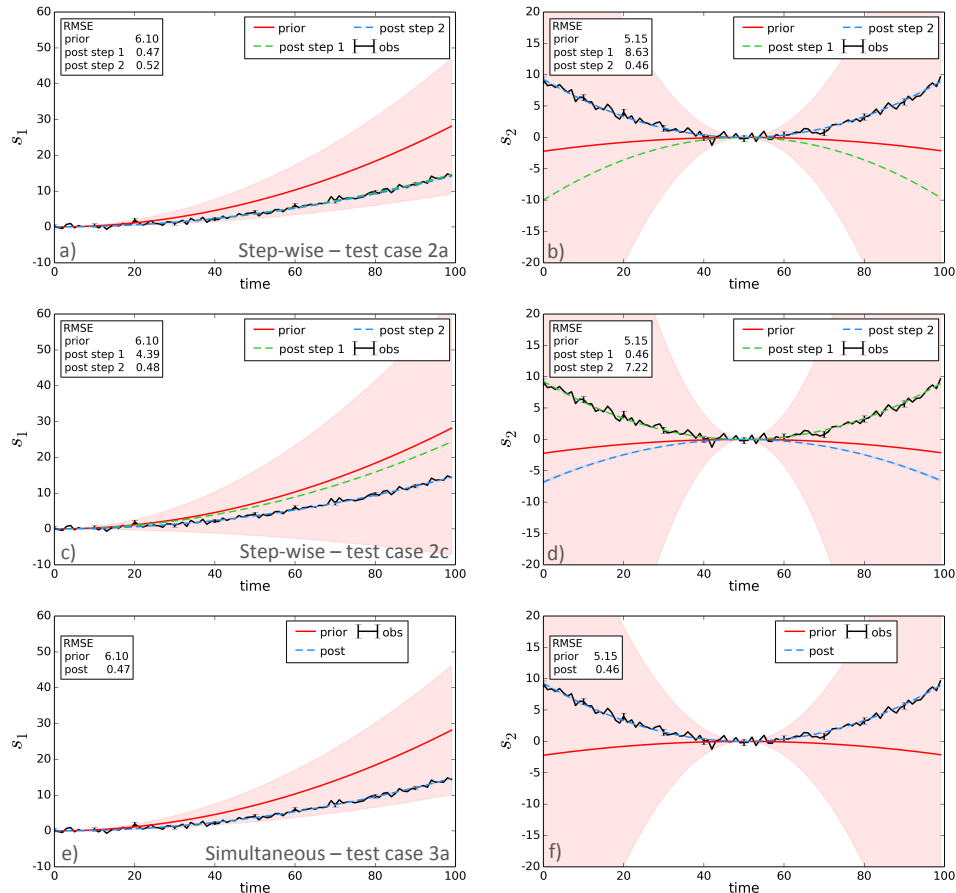 RMSE
prior 6.10
post step 1 0.47
post step 2 0.52
prior post step 2
post step 1 obs
60
50
40
30
20
10
0
-10
s1
a) Step-wise – test case 2a
0 20 40 60 80 100
time
RMSE
prior 5.15
post step 1 8.63
post step 2 0.46
prior post step 2
post step 1 obs
20
15
10
5
0
-5
-10
-15
-20
s2
b)
0 20 40 60 80 100
time
RMSE
prior 6.10
post step 1 4.39
post step 2 0.48
prior post step 2
post step 1 obs
60
50
40
30
20
10
0
-10
s1
c) Step-wise – test case 2c
0 20 40 60 80 100
time
RMSE
prior 5.15
post step 1 0.46
post step 2 7.22
prior post step 2
post step 1 obs
20
15
10
5
0
-5
-10
-15
-20
s2
d)
0 20 40 60 80 100
time
RMSE
prior 6.10
post 0.47
prior obs
post
60
50
40
30
20
10
0
-10
s1
e) Simultaneous – test case 3a
0 20 40 60 80 100
time
RMSE
prior 5.15
post 0.46
prior obs
post
20
15
10
5
0
-5
-10
-15
-20
s2
f)
0 20 40 60 80 100
time